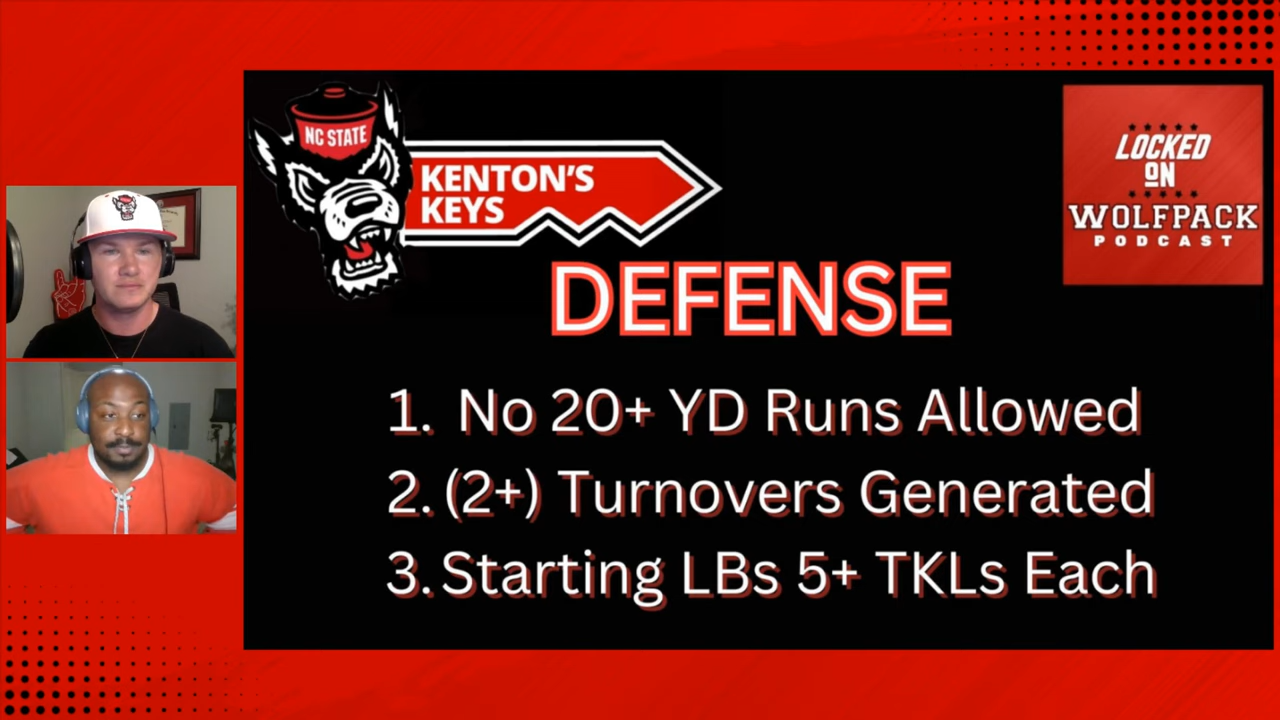 NC STATE
KENTON'S
KEYS
LOCKED
ON
WOLFPACK
PODCAST
DEFENSE
1. No 20+ YD Runs Allowed
2. (2+) Turnovers Generated
3. Starting LBs 5+ TKLs Each